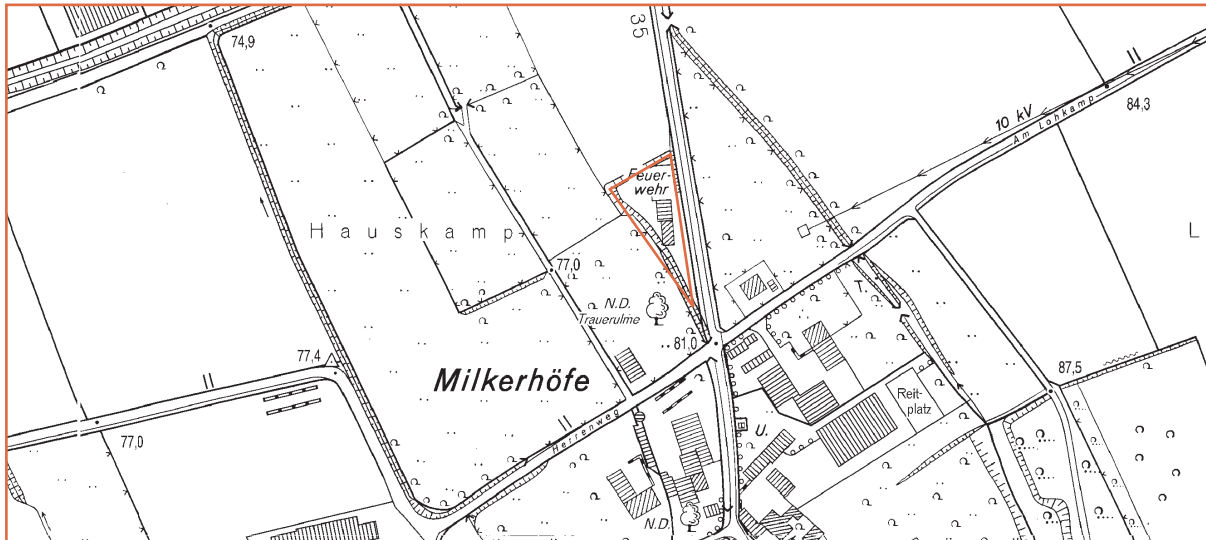 74,9
35
10 kV
Am Lohkamp
84,3
Feuer-
wehr
Hauskamp
L
77,0
N.D.
Trauerulme
T.
81,0
77,4
87,5
Milkerhöfe
Reit-
platz
77,0
Herrenweg
U.
N.D.